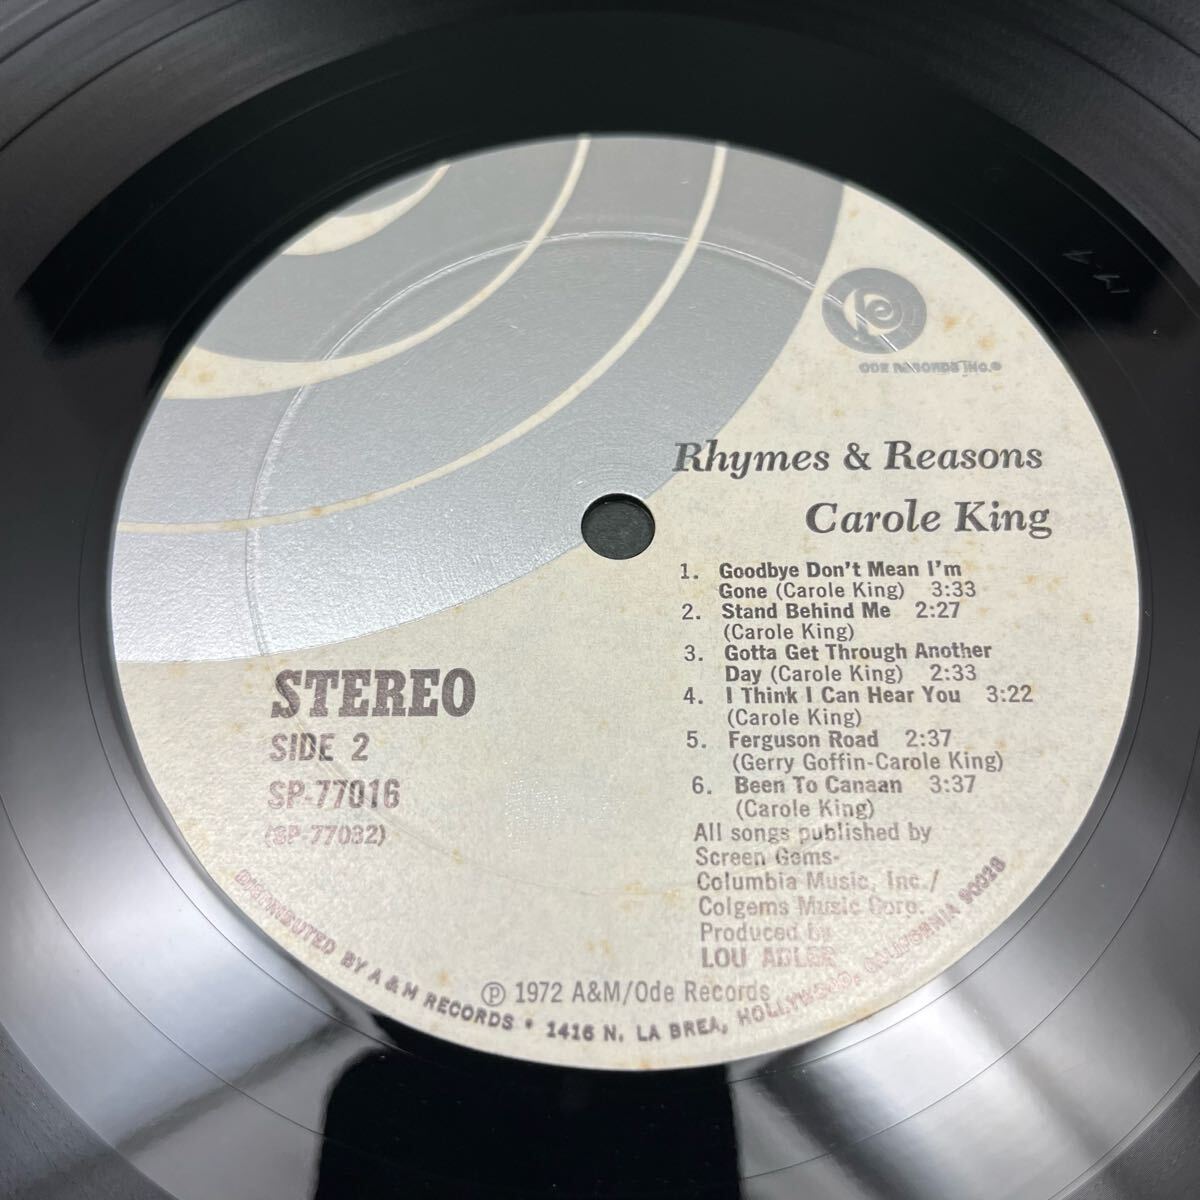 ODE RECORDS INC.®
Rhymes & Reasons
Carole King
1. Goodbye Don't Mean I'm
Gone (Carole King) 3:33
2. Stand Behind Me 2:27
(Carole King)
3. Gotta Get Through Another
Day (Carole King) 2:33
4. I Think I Can Hear You 3:22
(Carole King)
5. Ferguson Road 2:37
(Gerry Goffin-Carole King)
6. Been To Canaan 3:37
(Carole King)
All songs published by
Screen Gems-
Columbia Music, Inc./
Colgems Music Corp.
Produced by
LOU ADLER
STEREO
SIDE 2
SP-77016
(SP-77032)
℗ 1972 A&M/Ode Records
DISTRIBUTED BY A & M RECORDS • 1416 N. LA BREA, HOLLYWOOD, CALIFORNIA 90028